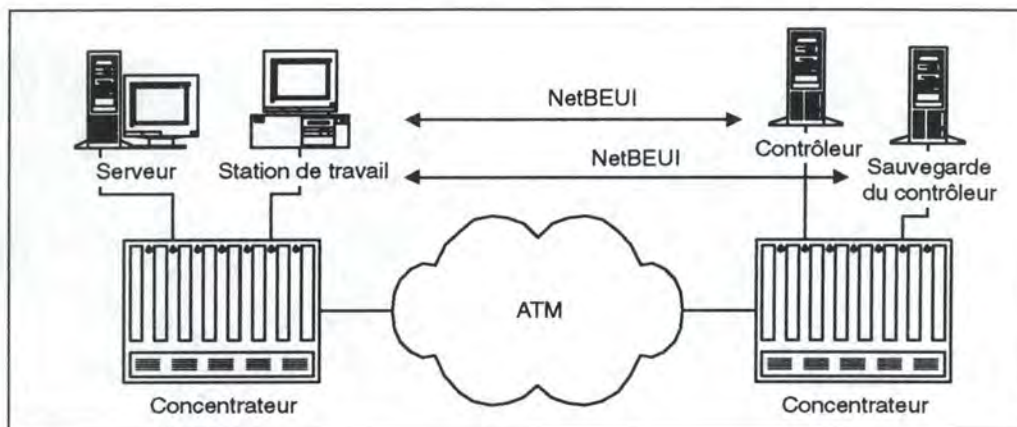 NetBEUI
Contrôleur
Serveur
Station de travail
NetBEUI
Sauvegarde
du contrôleur
ATM
Concentrateur
Concentrateur